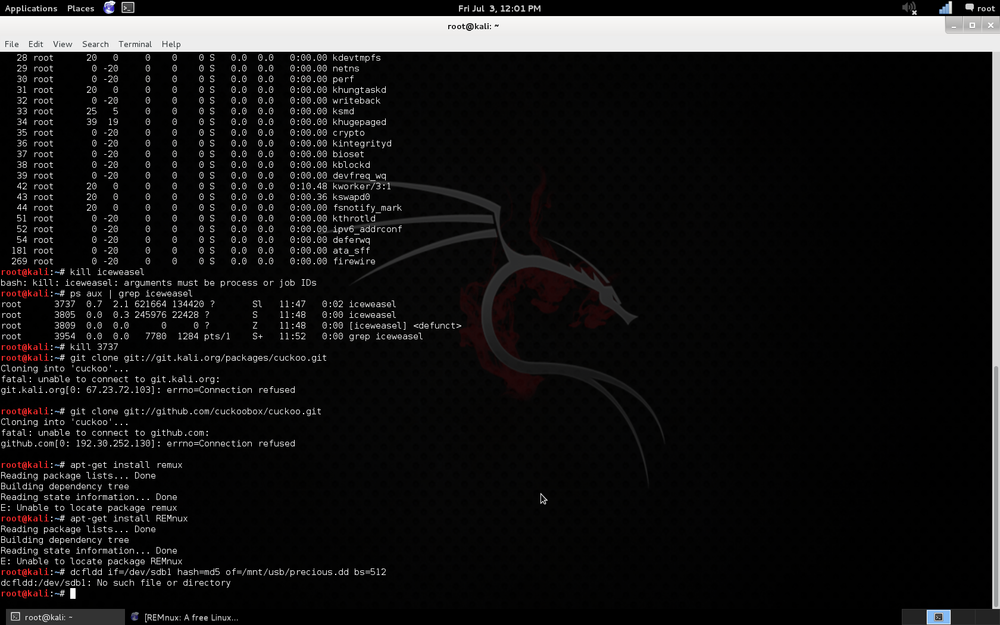 Applications Places Fri Jul 3, 12:01 PM root
root@kali: ~
File Edit View Search Terminal Help
28 root 20 0 0 0 0 S 0.0 0.0 0:00.00 kdevtmpfs
29 root 0 -20 0 0 0 S 0.0 0.0 0:00.00 netns
30 root 0 -20 0 0 0 S 0.0 0.0 0:00.00 perf
31 root 20 0 0 0 0 S 0.0 0.0 0:00.00 khungtaskd
32 root 0 -20 0 0 0 S 0.0 0.0 0:00.00 writeback
33 root 25 5 0 0 0 S 0.0 0.0 0:00.00 ksmd
34 root 39 19 0 0 0 S 0.0 0.0 0:00.00 khugepaged
35 root 0 -20 0 0 0 S 0.0 0.0 0:00.00 crypto
36 root 0 -20 0 0 0 S 0.0 0.0 0:00.00 kintegrityd
37 root 0 -20 0 0 0 S 0.0 0.0 0:00.00 bioset
38 root 0 -20 0 0 0 S 0.0 0.0 0:00.00 kblockd
39 root 0 -20 0 0 0 S 0.0 0.0 0:00.00 devfreq_wq
42 root 20 0 0 0 0 S 0.0 0.0 0:10.48 kworker/3:1
43 root 20 0 0 0 0 S 0.0 0.0 0:00.36 kswapd0
44 root 20 0 0 0 0 S 0.0 0.0 0:00.00 fsnotify_mark
51 root 0 -20 0 0 0 S 0.0 0.0 0:00.00 kthrotld
52 root 0 -20 0 0 0 S 0.0 0.0 0:00.00 ipv6_addrconf
54 root 0 -20 0 0 0 S 0.0 0.0 0:00.00 deferwq
181 root 0 -20 0 0 0 S 0.0 0.0 0:00.00 ata_sff
269 root 0 -20 0 0 0 S 0.0 0.0 0:00.00 firewire
root@kali:~# kill iceweasel
bash: kill: iceweasel: arguments must be process or job IDs
root@kali:~# ps aux | grep iceweasel
root 3737 0.7 2.1 621664 134420 ? Sl 11:47 0:02 iceweasel
root 3805 0.0 0.3 245976 22428 ? S 11:48 0:00 iceweasel
root 3809 0.0 0.0 0 0 ? Z 11:48 0:00 [iceweasel] <defunct>
root 3954 0.0 0.0 7780 1284 pts/1 S+ 11:52 0:00 grep iceweasel
root@kali:~# kill 3737
root@kali:~# git clone git://git.kali.org/packages/cuckoo.git
Cloning into 'cuckoo'...
fatal: unable to connect to git.kali.org:
git.kali.org[0: 67.23.72.103]: errno=Connection refused
root@kali:~# git clone git://github.com/cuckoobox/cuckoo.git
Cloning into 'cuckoo'...
fatal: unable to connect to github.com:
github.com[0: 192.30.252.130]: errno=Connection refused
root@kali:~# apt-get install remux
Reading package lists... Done
Building dependency tree
Reading state information... Done
E: Unable to locate package remux
root@kali:~# apt-get install REMnux
Reading package lists... Done
Building dependency tree
Reading state information... Done
E: Unable to locate package REMnux
root@kali:~# dcfldd if=/dev/sdb1 hash=md5 of=/mnt/usb/precious.dd bs=512
dcfldd:/dev/sdb1: No such file or directory
root@kali:~#
root@kali: ~ [REMnux: A free Linux...